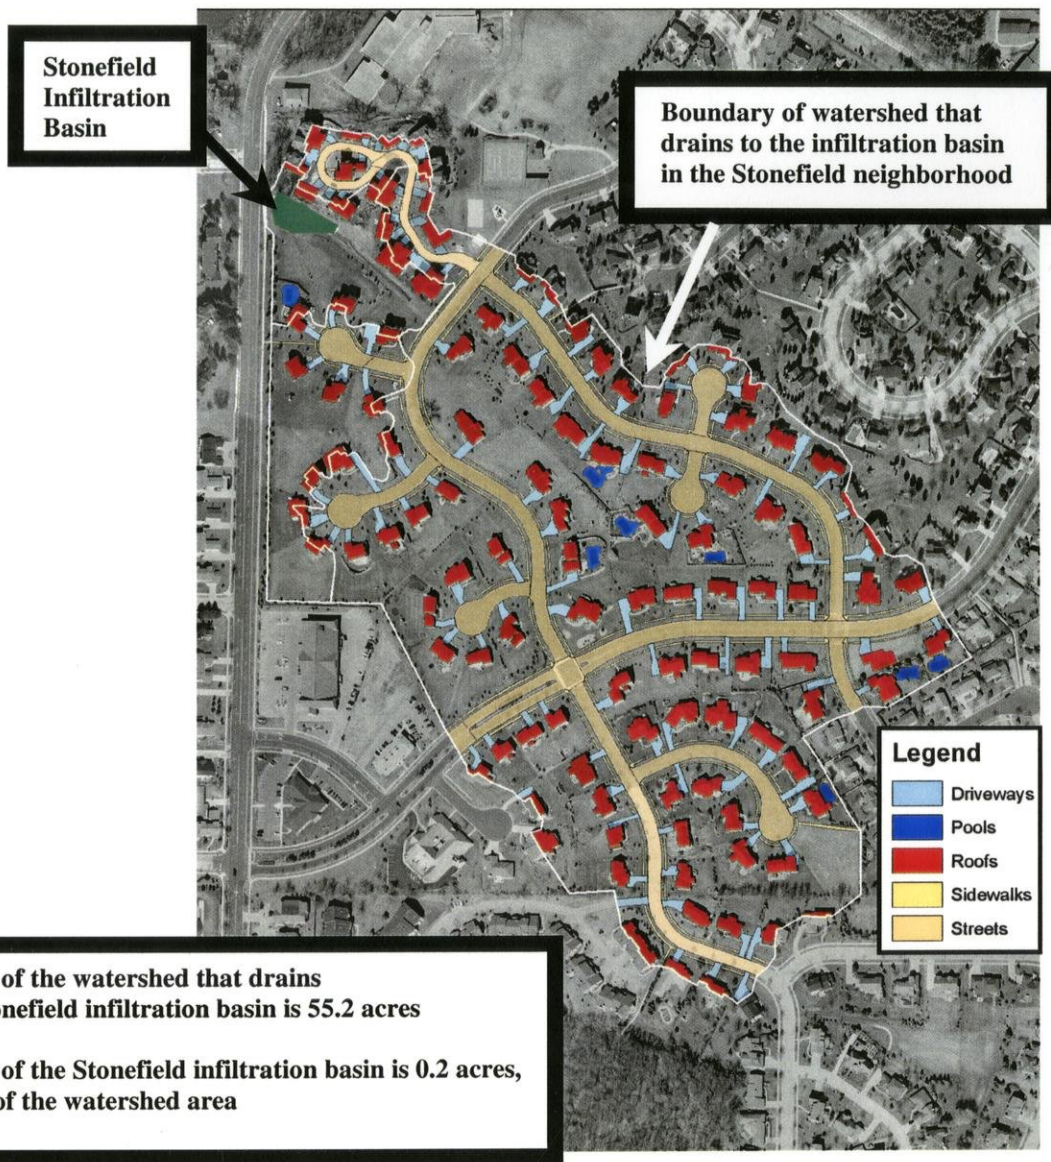 Stonefield
Infiltration
Basin
Boundary of watershed that
drains to the infiltration basin
in the Stonefield neighborhood
Legend
Driveways
Pools
Roofs
Sidewalks
Streets
of the watershed that drains
onefield infiltration basin is 55.2 acres
of the Stonefield infiltration basin is 0.2 acres,
of the watershed area